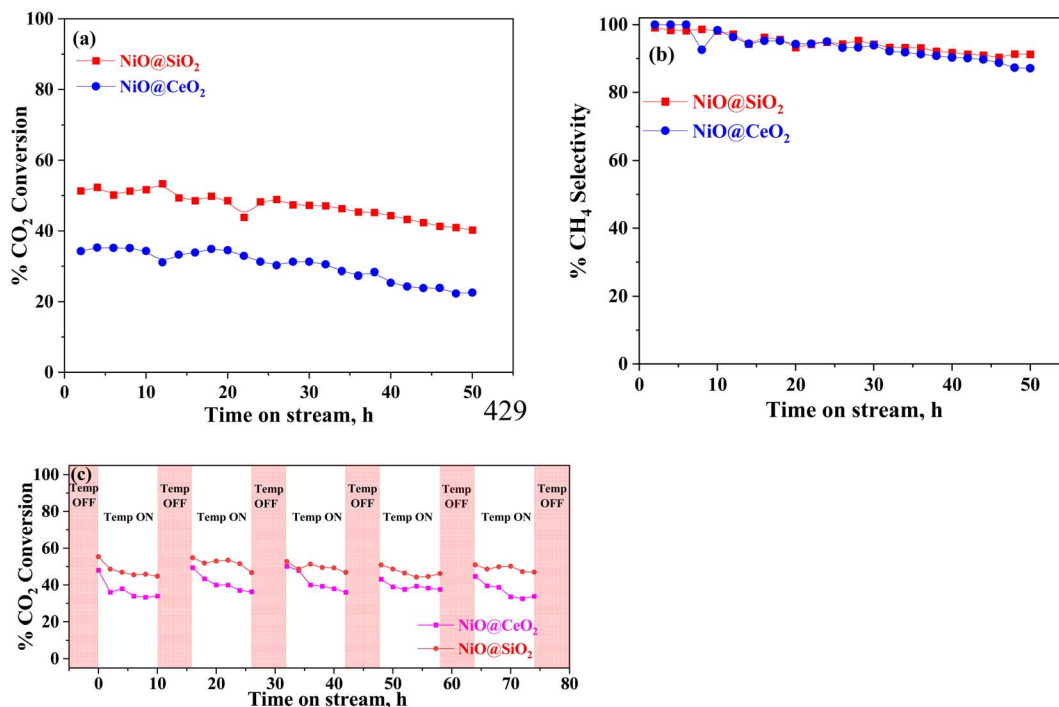 (a)
NiO@SiO₂
NiO@CeO₂
% CO₂ Conversion
100
80
60
40
20
0
0 10 20 30 40 50
Time on stream, h
429
(b)
NiO@SiO₂
NiO@CeO₂
% CH₄ Selectivity
100
80
60
40
20
0
0 10 20 30 40 50
Time on stream, h
(c)
Temp OFF
Temp ON
Temp OFF
Temp ON
Temp OFF
Temp ON
Temp OFF
Temp ON
Temp OFF
Temp ON
Temp OFF
NiO@CeO₂
NiO@SiO₂
% CO₂ Conversion
100
80
60
40
20
0
0 10 20 30 40 50 60 70 80
Time on stream, h